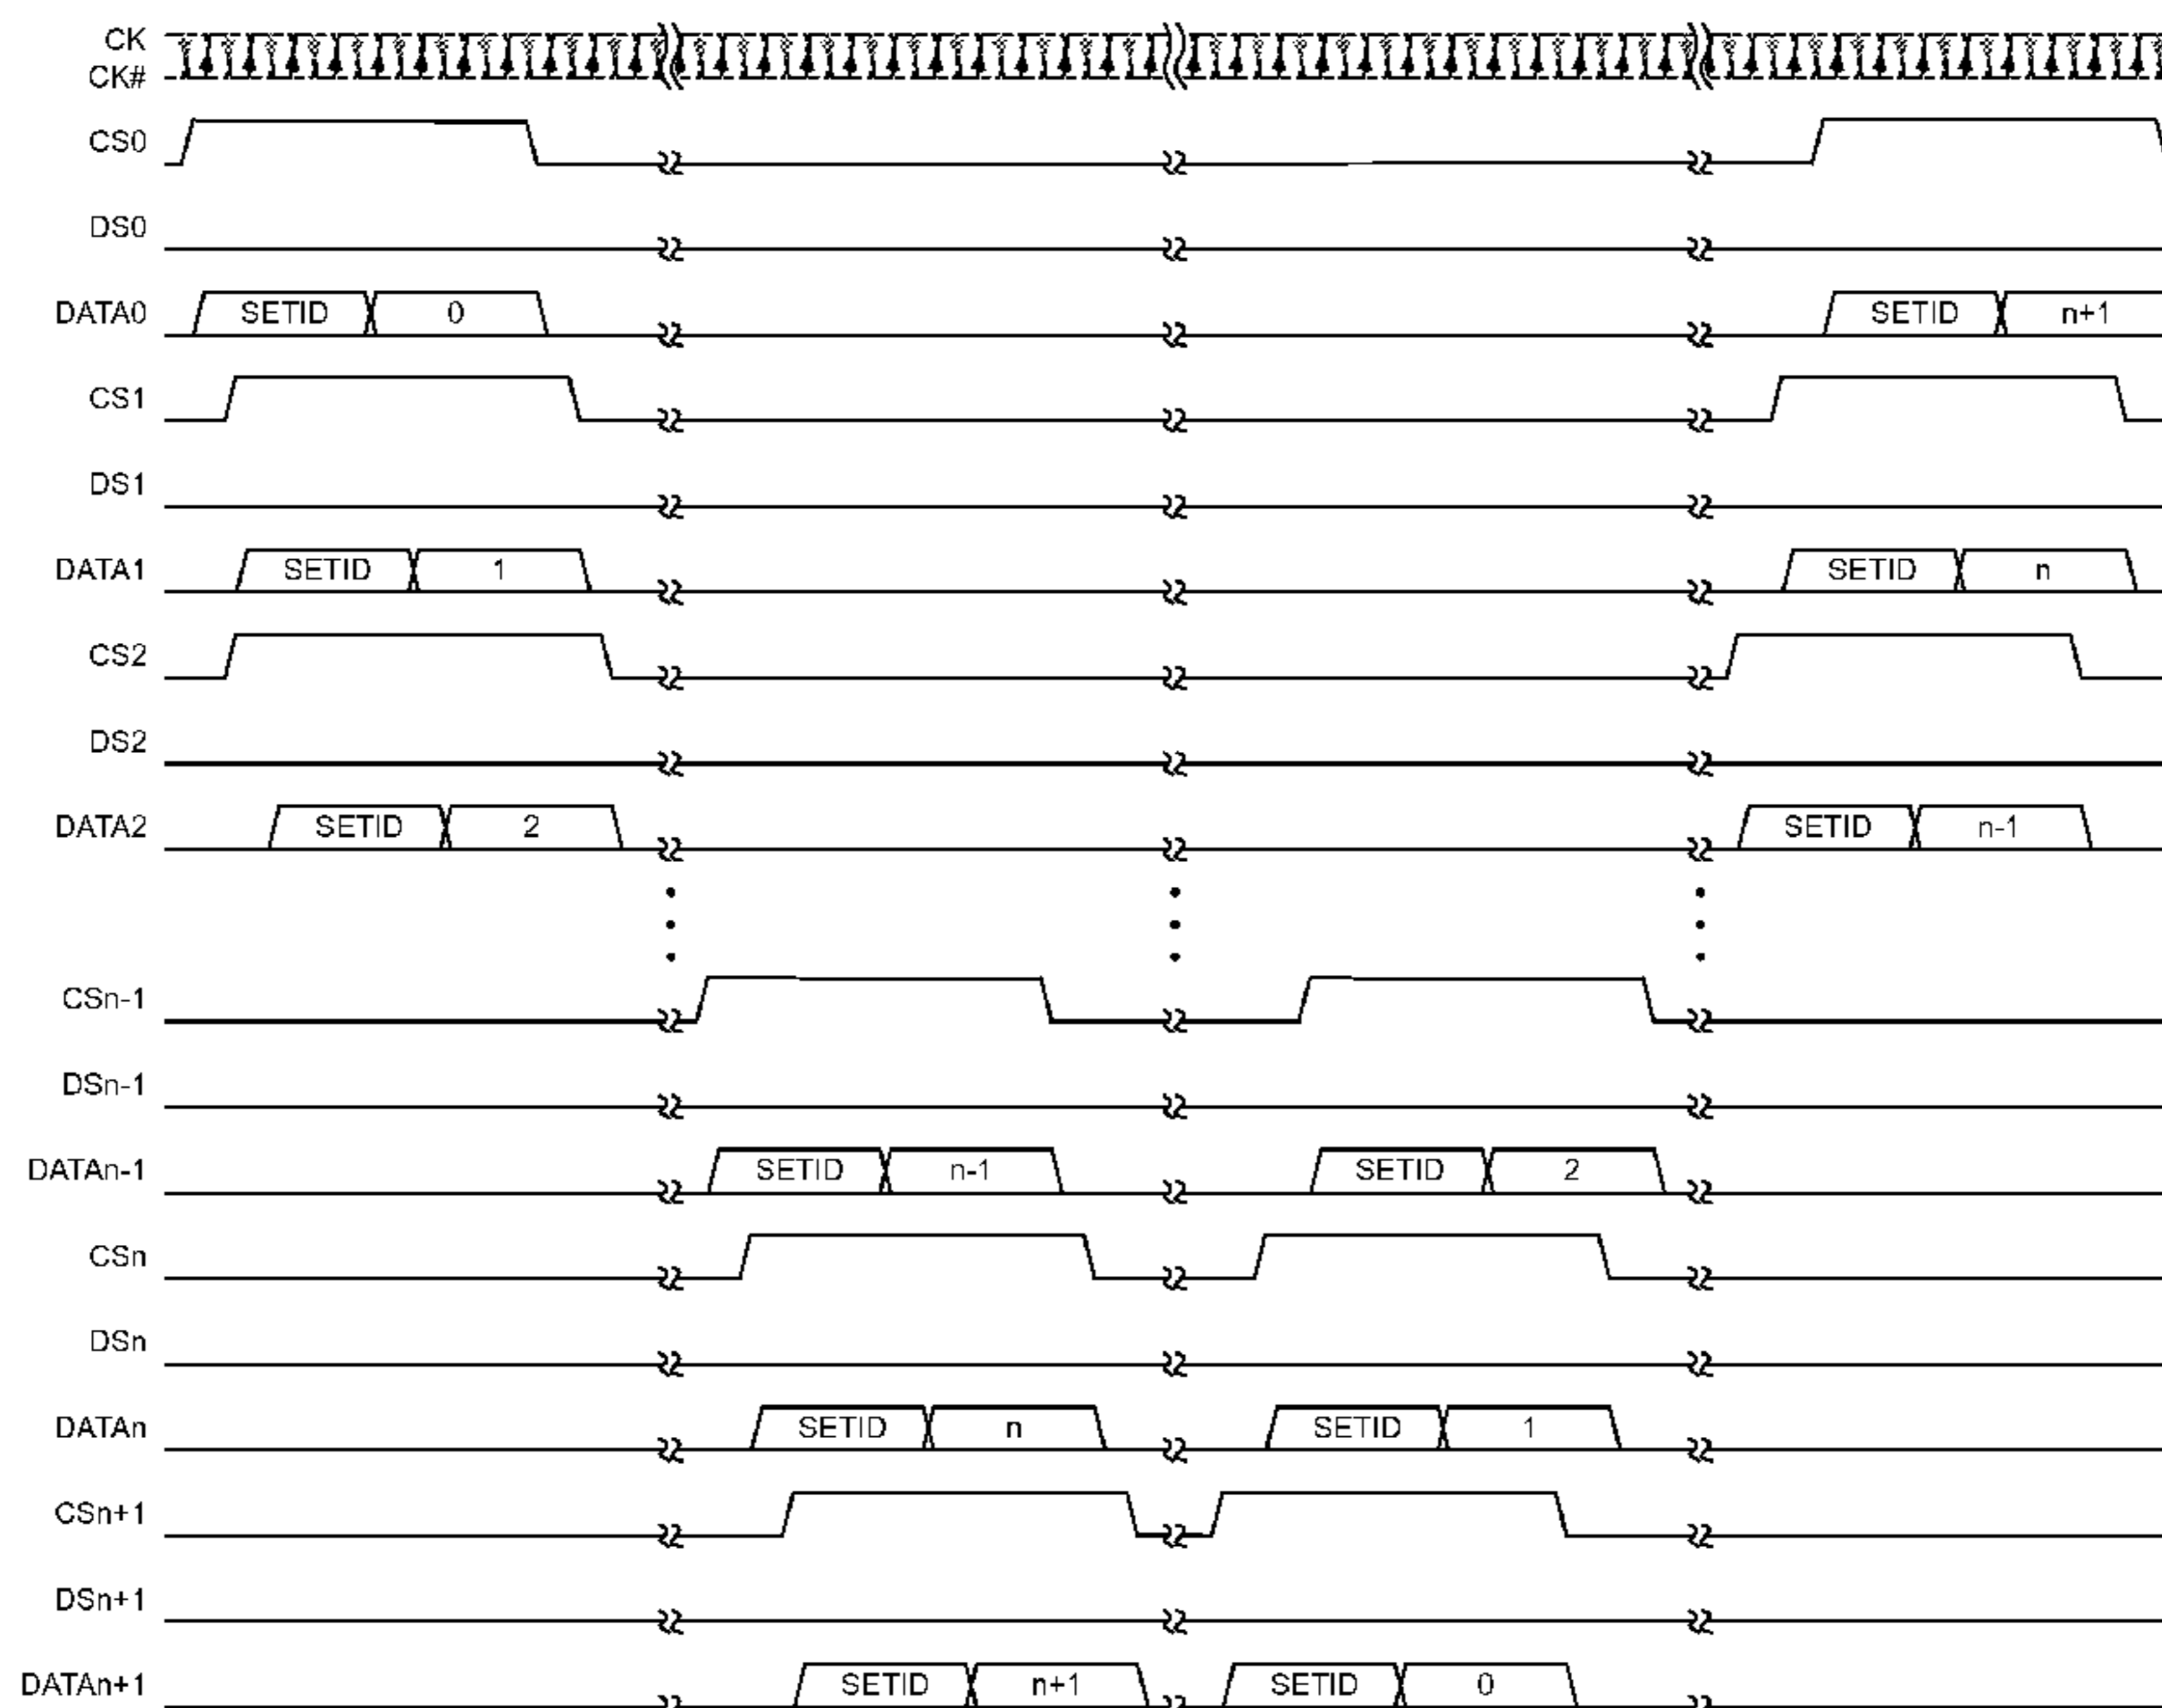 CK
CK#
CS0
DS0
DATA0 SETID 0 SETID n+1
CS1
DS1
DATA1 SETID 1 SETID n
CS2
DS2
DATA2 SETID 2 SETID n-1
CSn-1
DSn-1
DATAn-1 SETID n-1 SETID 2
CSn
DSn
DATAn SETID n SETID 1
CSn+1
DSn+1
DATAn+1 SETID n+1 SETID 0